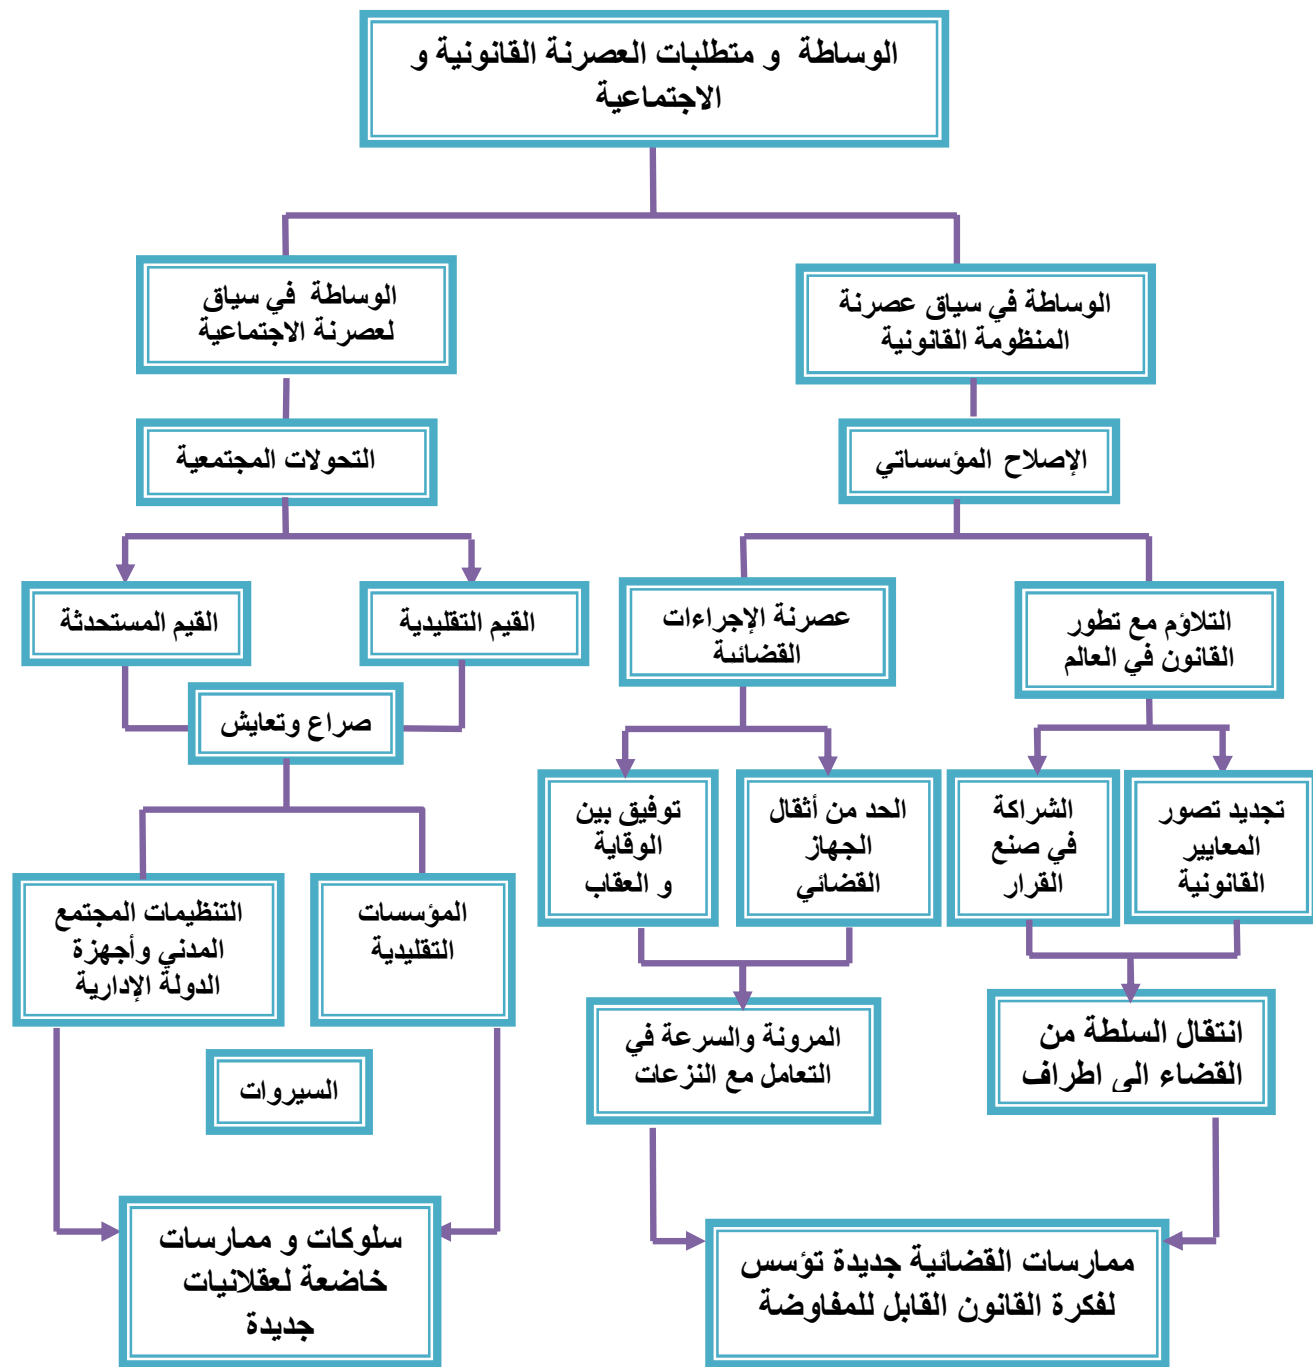 الوساطة و متطلبات العصرنة القانونية و
الاجتماعية
الوساطة في سياق عصرنة
المنظومة القانونية
الوساطة في سياق
لعصرنة الاجتماعية
الإصلاح المؤسساتي
التحولات المجتمعية
التلاؤم مع تطور
القانون في العالم
عصرنة الإجراءات
القضائية
القيم التقليدية
القيم المستحدثة
صراع وتعايش
تجديد تصور
المعايير
القانونية
الشراكة
في صنع
القرار
الحد من أثقال
الجهاز
القضائي
توفيق بين
الوقاية
و العقاب
المؤسسات
التقليدية
التنظيمات المجتمع
المدني وأجهزة
الدولة الإدارية
انتقال السلطة من
القضاء الى اطراف
المرونة والسرعة في
التعامل مع النزعات
السيروات
ممارسات القضائية جديدة تؤسس
لفكرة القانون القابل للمفاوضة
سلوكات و ممارسات
خاضعة لعقلانيات
جديدة